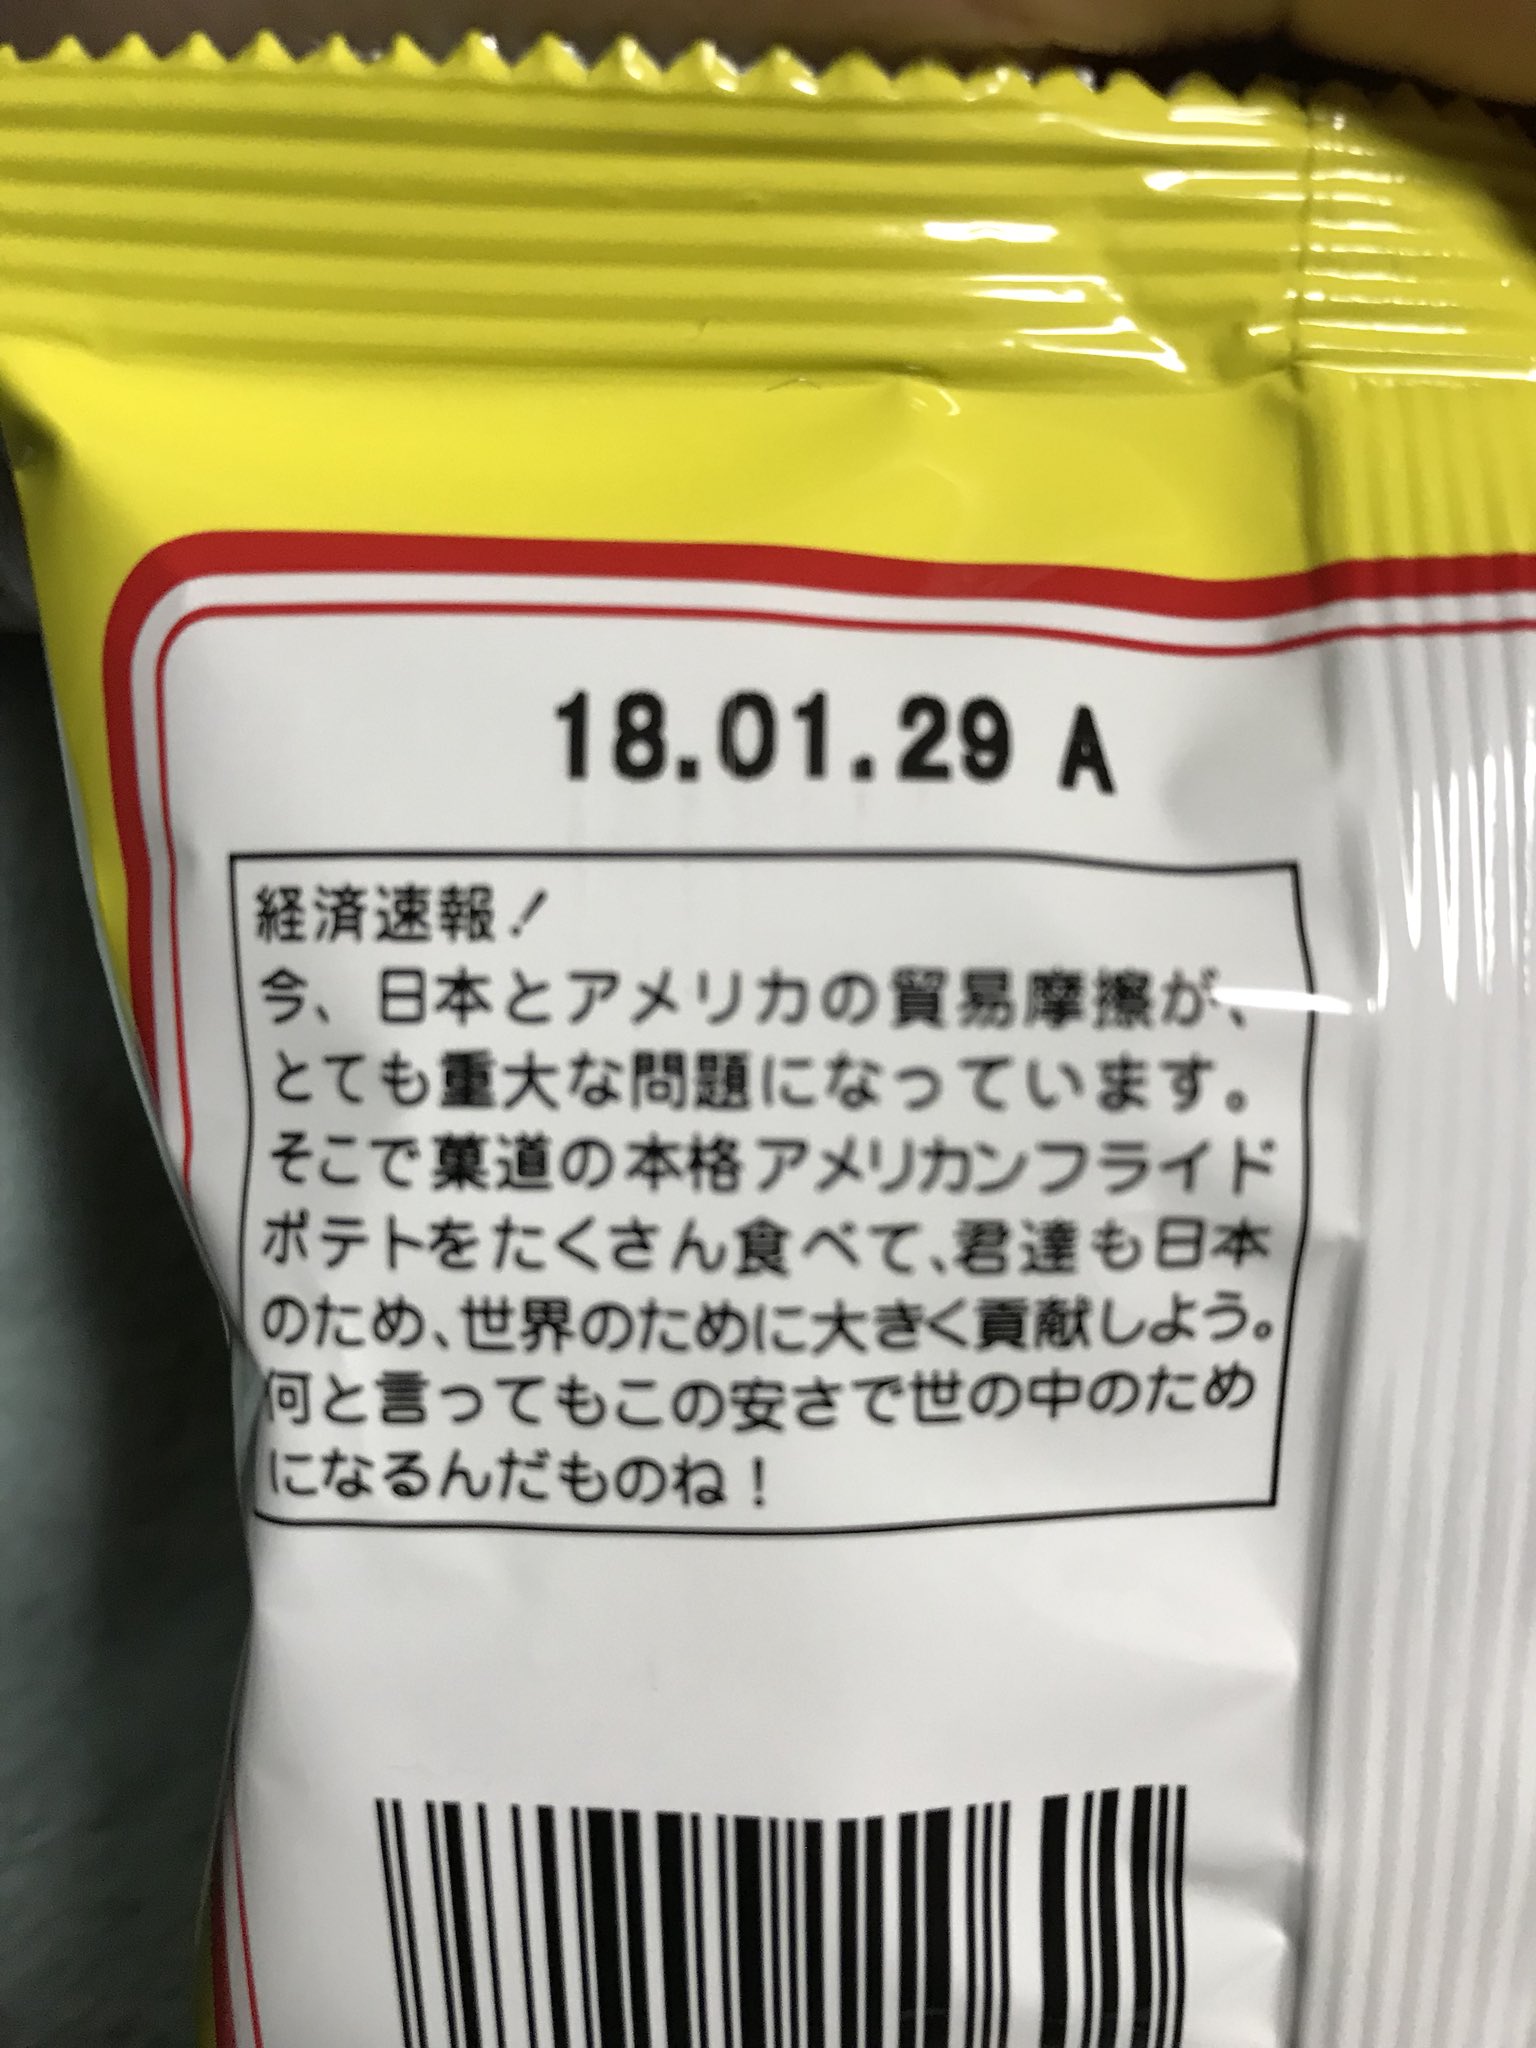 18.01.29 A
経済速報！
今、日本とアメリカの貿易摩擦が、
とても重大な問題になっています。
そこで菓道の本格アメリカンフライド
ポテトをたくさん食べて、君達も日本
のため、世界のために大きく貢献しよう。
何と言ってもこの安さで世の中のため
になるんだものね！